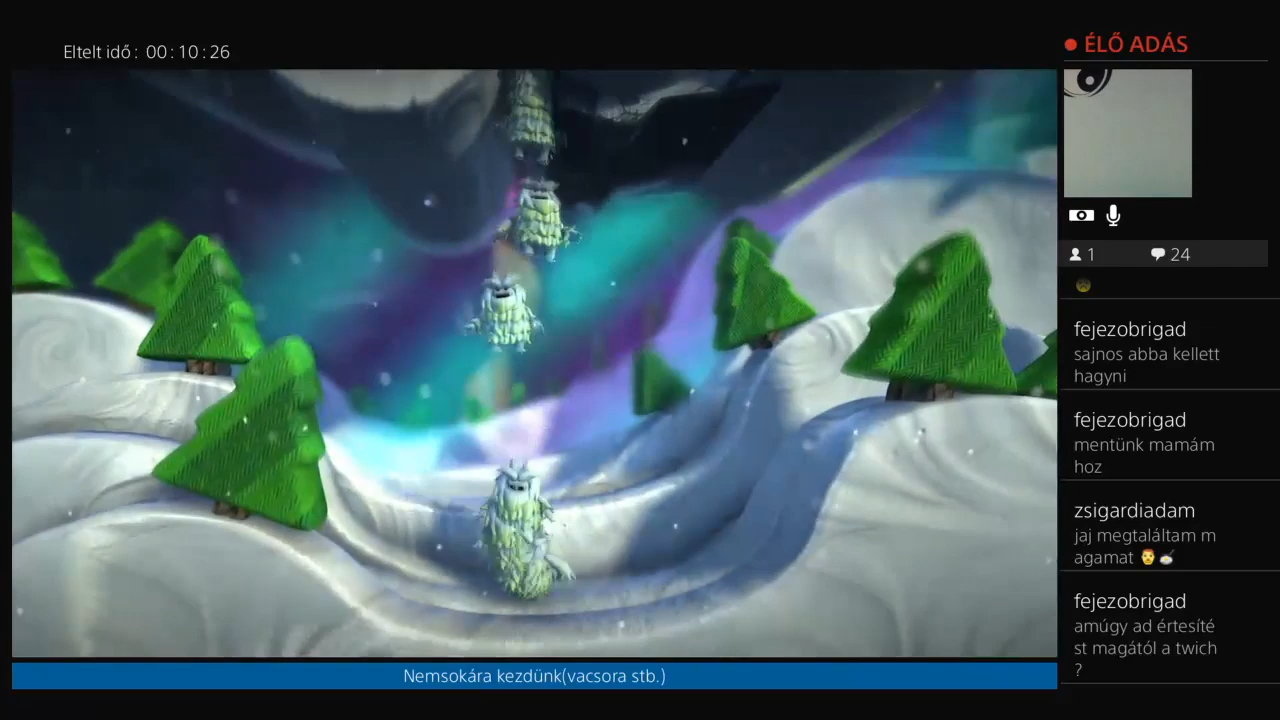 Eltelt idő: 00:10:26
ÉLŐ ADÁS
1 24
fejezobrigad
sajnos abba kellett
hagyni
fejezobrigad
mentünk mamám
hoz
zsigardiadam
jaj megtaláltam m
agamat 👨🍳
fejezobrigad
amúgy ad értesíté
st magától a twich
?
Nemsokára kezdünk(vacsora stb.)